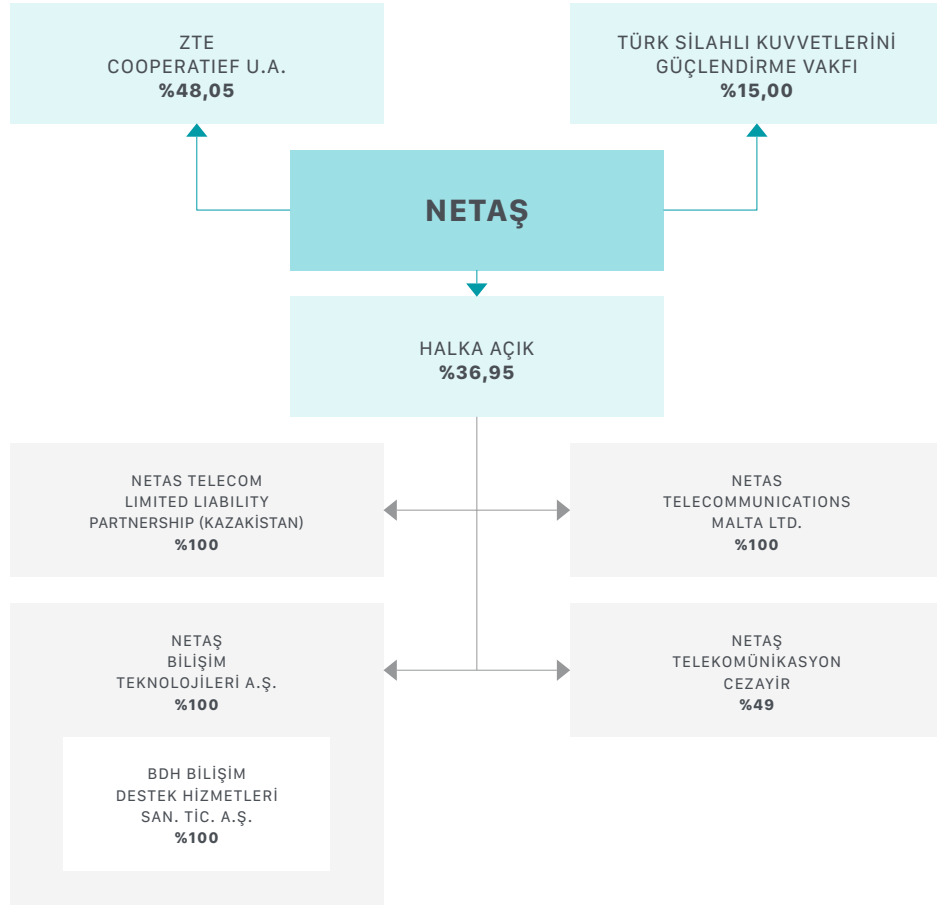 ZTE
COOPERATIEF U.A.
%48,05
TÜRK SİLAHLI KUVVETLERİNİ
GÜÇLENDİRME VAKFI
%15,00
NETAŞ
HALKA AÇIK
%36,95
NETAS TELECOM
LIMITED LIABILITY
PARTNERSHIP (KAZAKİSTAN)
%100
NETAS
TELECOMMUNICATIONS
MALTA LTD.
%100
NETAŞ
BİLİŞİM
TEKNOLOJİLERİ A.Ş.
%100
NETAŞ
TELEKOMÜNİKASYON
CEZAYİR
%49
BDH BİLİŞİM
DESTEK HİZMETLERİ
SAN. TİC. A.Ş.
%100